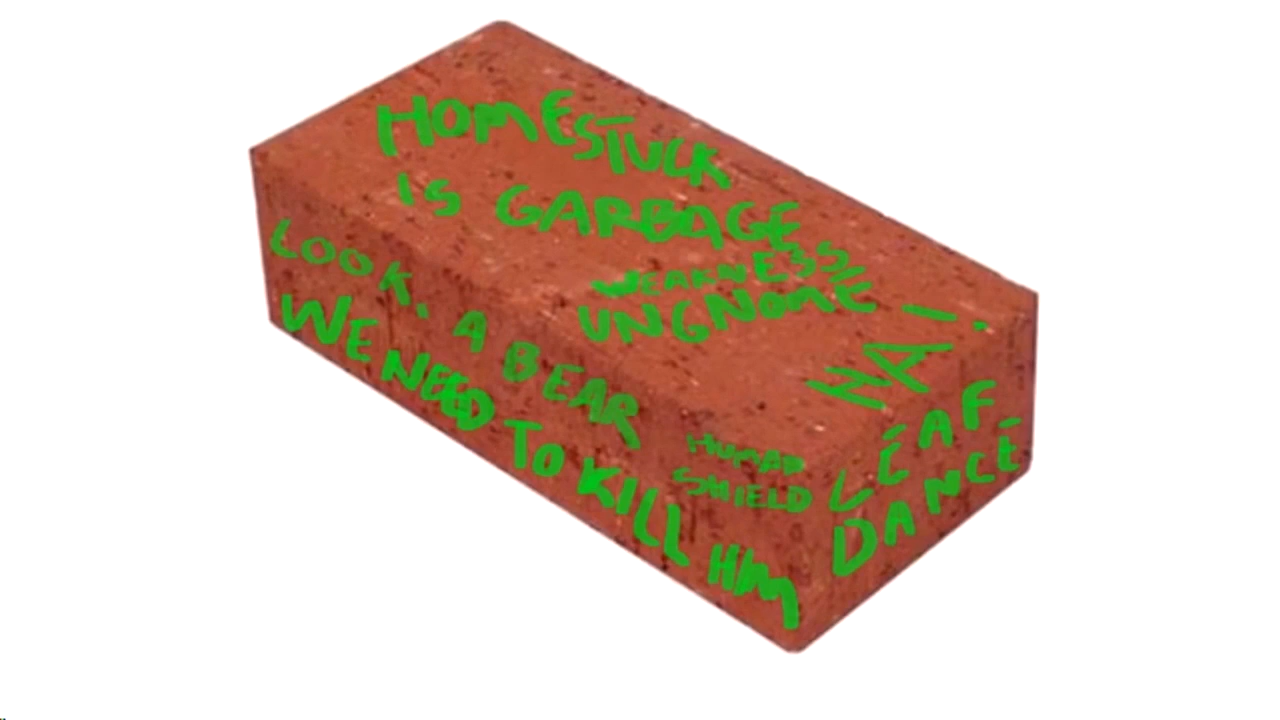 HOMESTUCK
IS GARBAGE
WEAKNESS
UNGNOME
HA!
LOOK, A BEAR
WE NEED TO KILL HIM
HUMAN
SHIELD
LEAF
DANCE